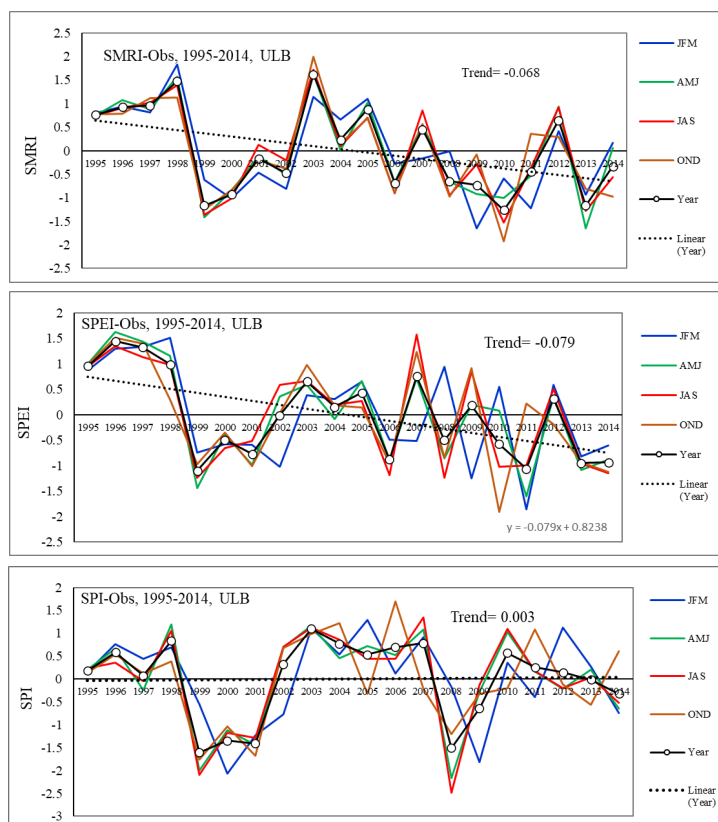 SMRI-Obs, 1995-2014, ULB
Trend= -0.068
SMRI
2.5
2
1.5
1
0.5
0
-0.5
-1
-1.5
-2
-2.5
1995 1996 1997 1998 1999 2000 2001 2002 2003 2004 2005 2006 2007 2008 2009 2010 2011 2012 2013 2014
JFM
AMJ
JAS
OND
Year
Linear
(Year)
SPEI-Obs, 1995-2014, ULB
Trend= -0.079
SPEI
2
1.5
1
0.5
0
-0.5
-1
-1.5
-2
-2.5
1995 1996 1997 1998 1999 2000 2001 2002 2003 2004 2005 2006 2007 2008 2009 2010 2011 2012 2013 2014
y = -0.079x + 0.8238
JFM
AMJ
JAS
OND
Year
Linear
(Year)
SPI-Obs, 1995-2014, ULB
Trend= 0.003
SPI
2
1.5
1
0.5
0
-0.5
-1
-1.5
-2
-2.5
-3
1995 1996 1997 1998 1999 2000 2001 2002 2003 2004 2005 2006 2007 2008 2009 2010 2011 2012 2013 2014
JFM
AMJ
JAS
OND
Year
Linear
(Year)